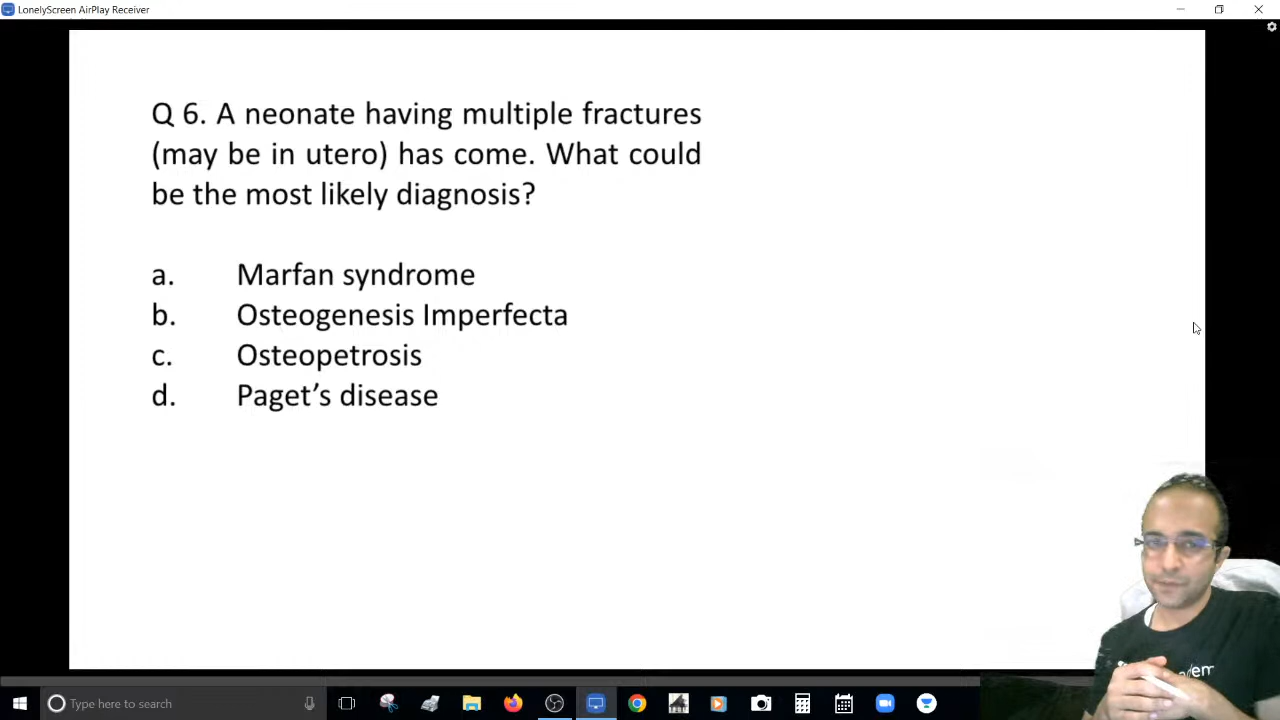 LonelyScreen AirPlay Receiver
Q 6. A neonate having multiple fractures
(may be in utero) has come. What could
be the most likely diagnosis?
a. Marfan syndrome
b. Osteogenesis Imperfecta
c. Osteopetrosis
d. Paget’s disease
Type here to search